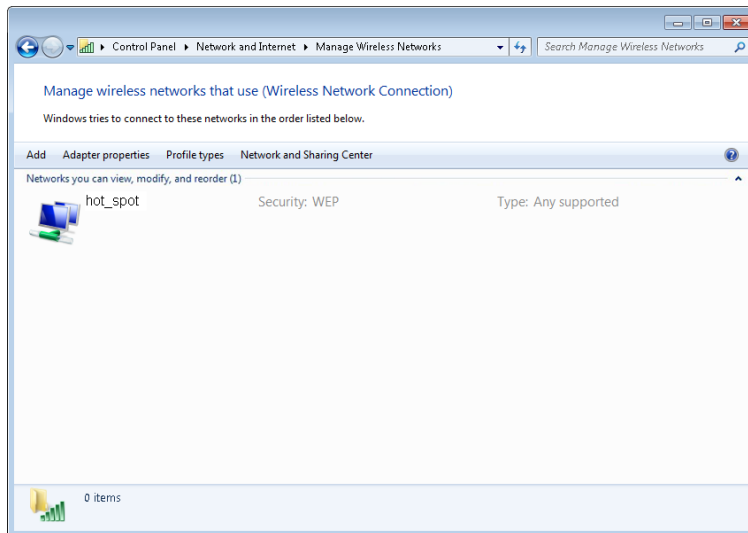 Control Panel Network and Internet Manage Wireless Networks Search Manage Wireless Networks
Manage wireless networks that use (Wireless Network Connection)
Windows tries to connect to these networks in the order listed below.
Add Adapter properties Profile types Network and Sharing Center
Networks you can view, modify, and reorder (1)
hot_spot Security: WEP Type: Any supported
0 items